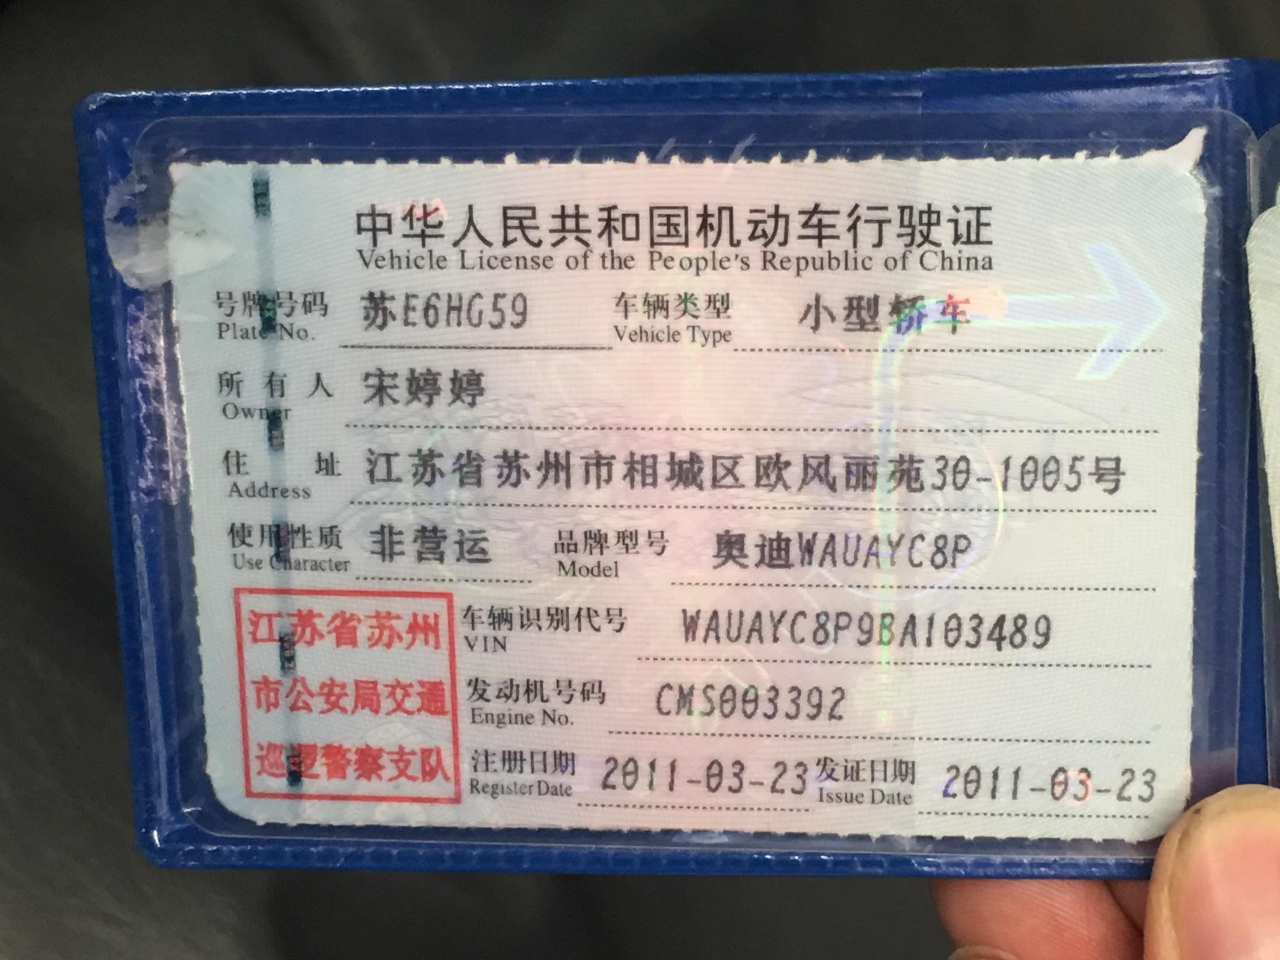 中华人民共和国机动车行驶证
Vehicle License of the People's Republic of China
号牌号码 苏E6HG59 车辆类型 小型轿车
Plate No. Vehicle Type
所有人 宋婷婷
Owner
住址 江苏省苏州市相城区欧风丽苑30-1005号
Address
使用性质 非营运 品牌型号 奥迪WAUAYC8P
Use Character Model
江苏省苏州
市公安局交通
巡逻警察支队
车辆识别代号 WAUAYC8P9BA103489
VIN
发动机号码 CMS003392
Engine No.
注册日期 2011-03-23 发证日期 2011-03-23
Register Date Issue Date